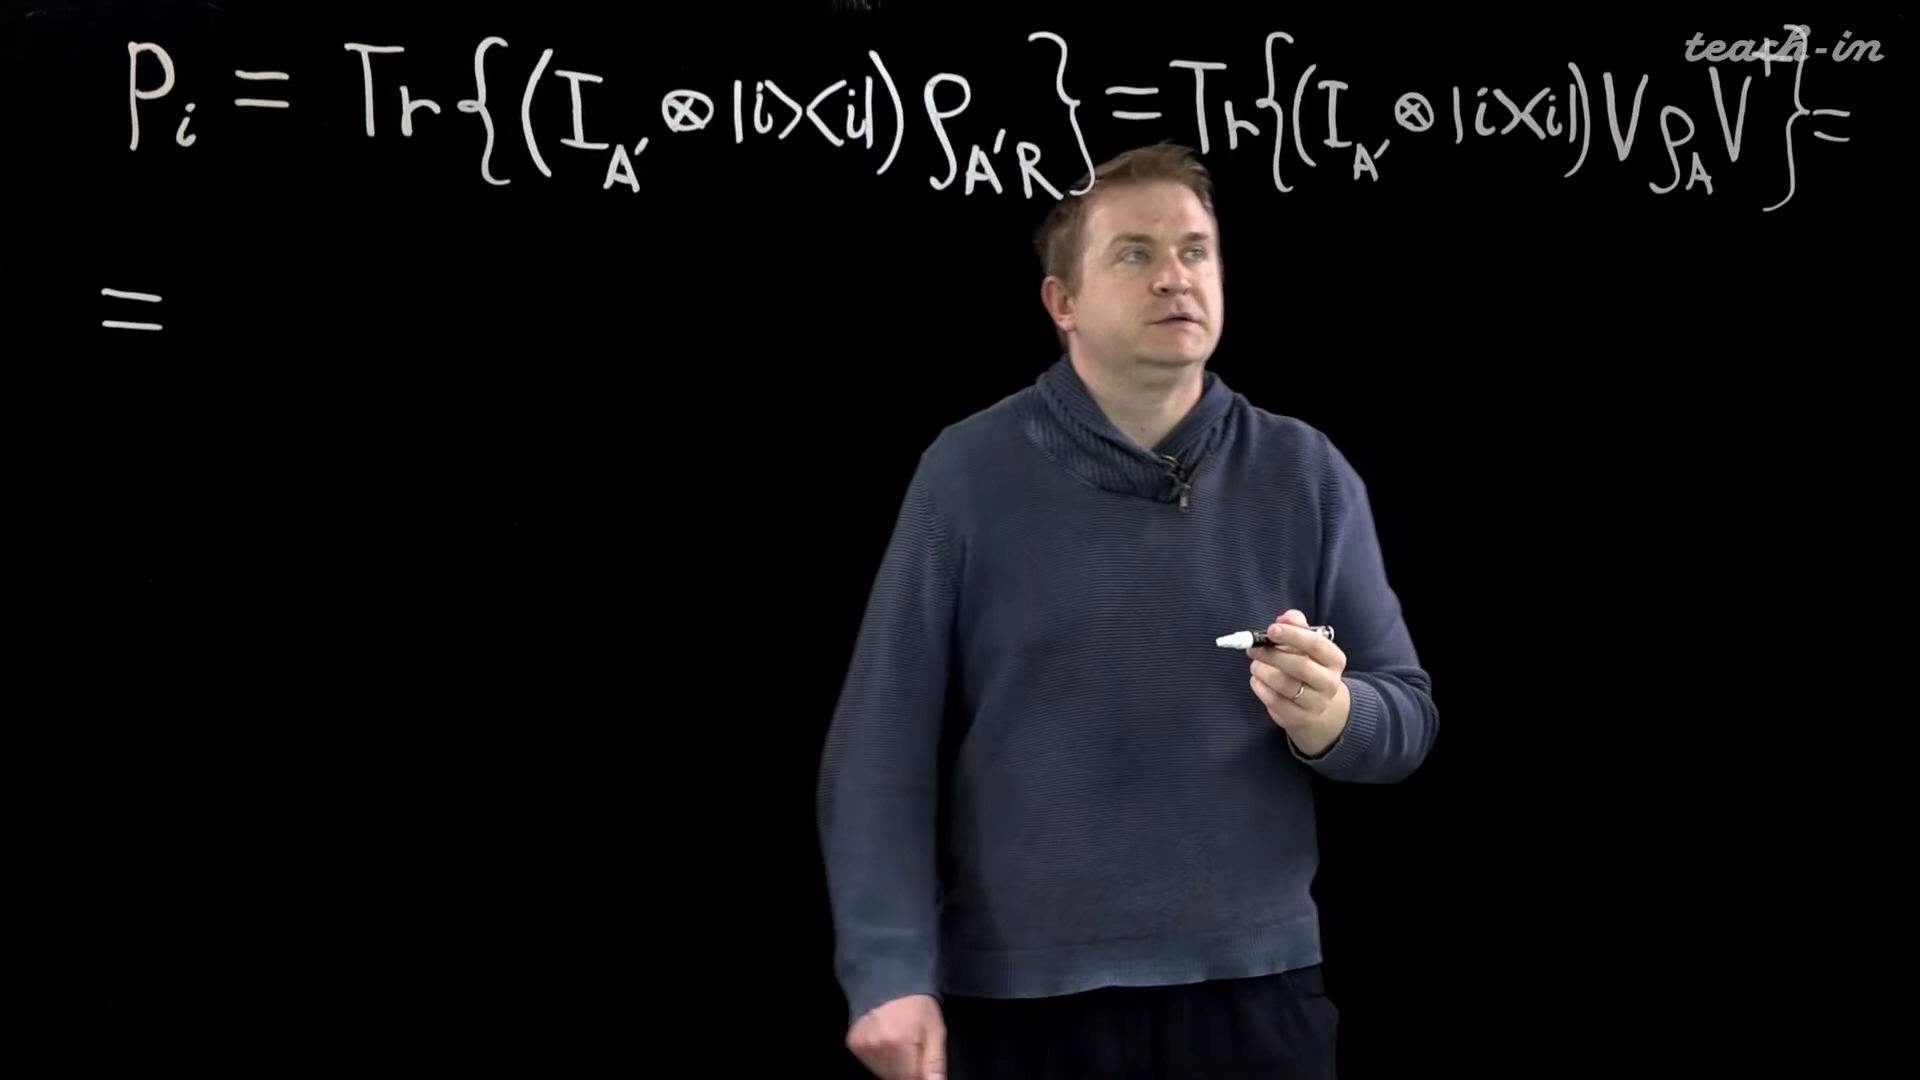 teach-in
P_i = Tr{(I_A' ⊗ |i><i|) ρ_A'R} = Tr{(I_A' ⊗ |i><i|) V ρ_A V^+} =
=